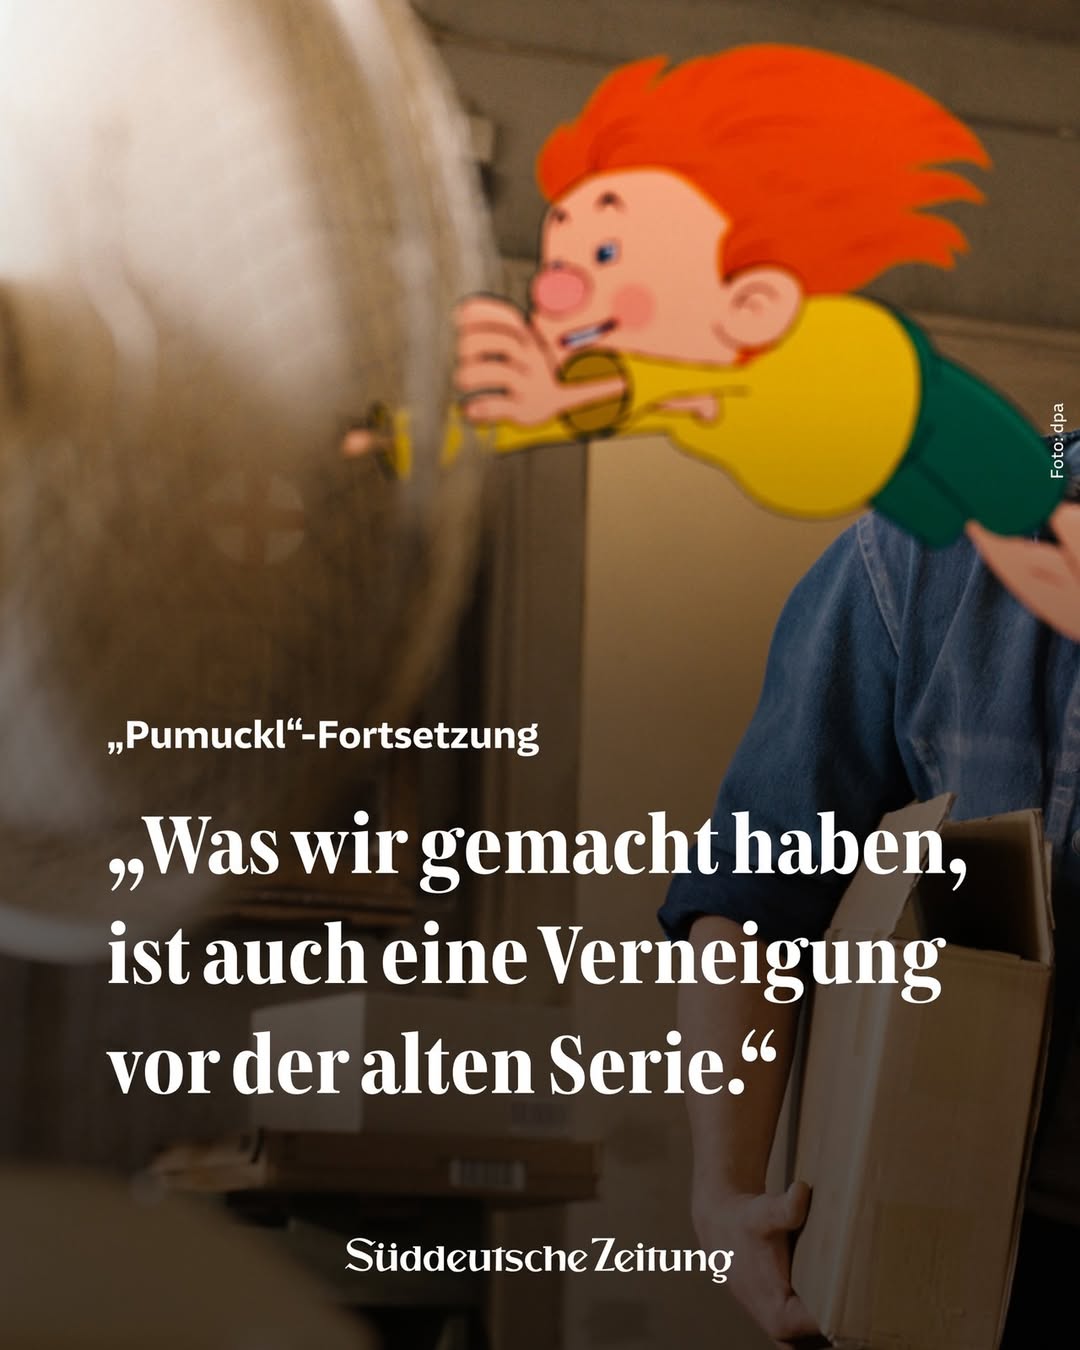 Foto: dpa
„Pumuckl“-Fortsetzung
„Was wir gemacht haben,
ist auch eine Verneigung
vor der alten Serie.“
Süddeutsche Zeitung